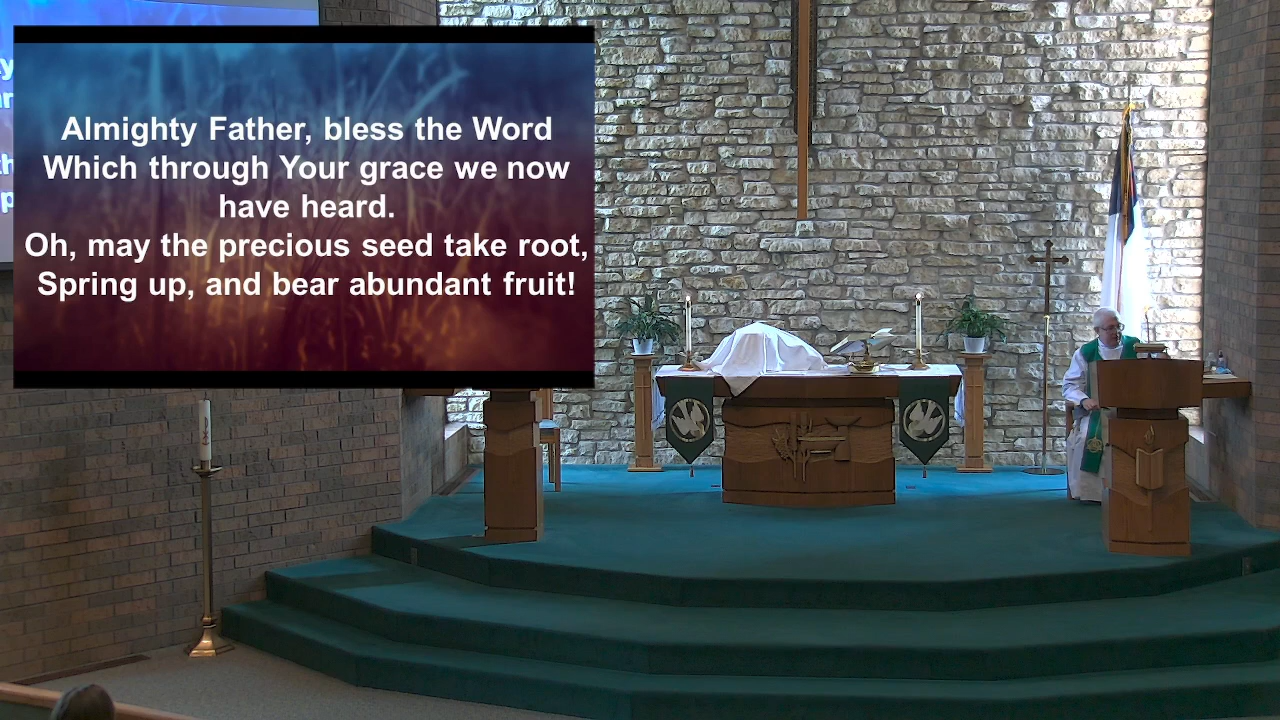 Almighty Father, bless the Word
Which through Your grace we now
have heard.
Oh, may the precious seed take root,
Spring up, and bear abundant fruit!